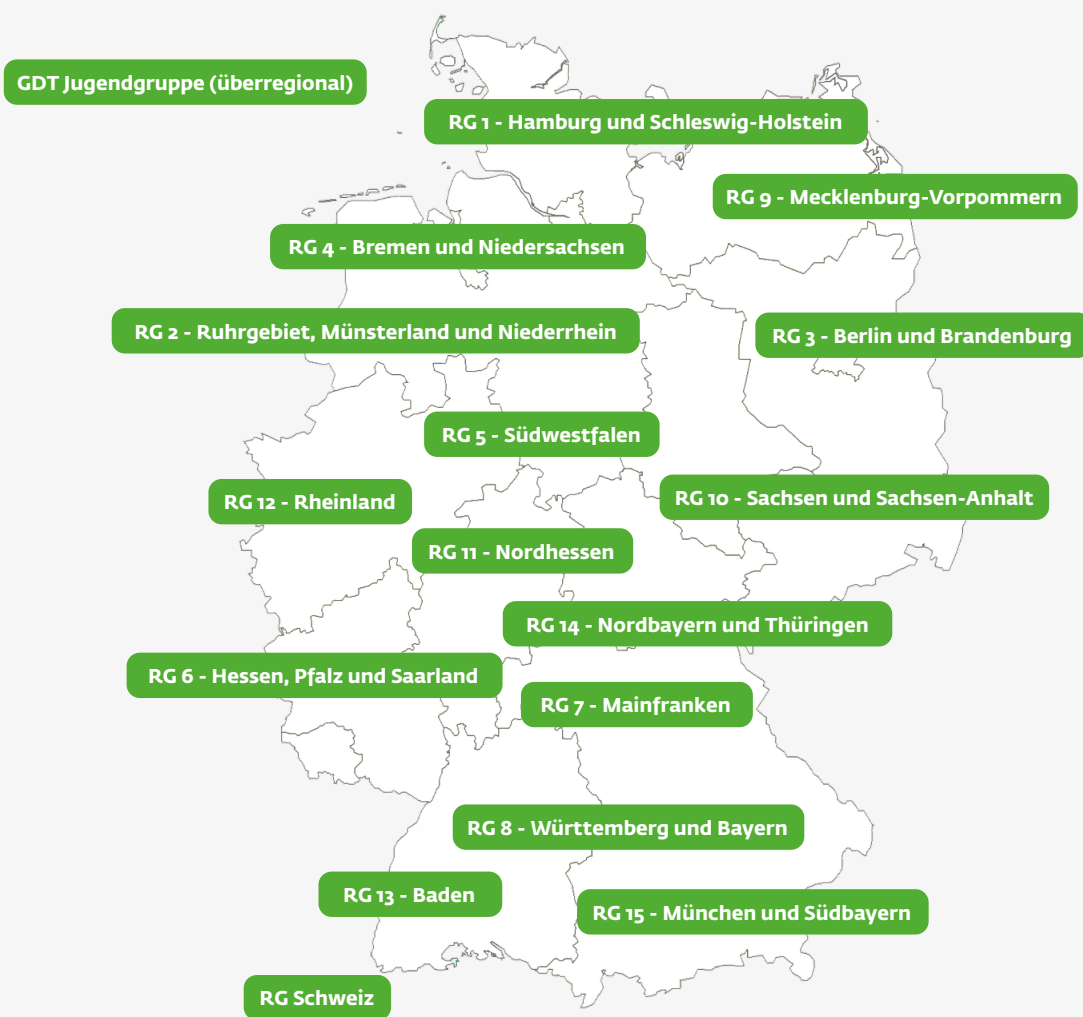 GDT Jugendgruppe (überregional)
RG 1 - Hamburg und Schleswig-Holstein
RG 9 - Mecklenburg-Vorpommern
RG 4 - Bremen und Niedersachsen
RG 2 - Ruhrgebiet, Münsterland und Niederrhein
RG 3 - Berlin und Brandenburg
RG 5 - Südwestfalen
RG 12 - Rheinland
RG 10 - Sachsen und Sachsen-Anhalt
RG 11 - Nordhessen
RG 14 - Nordbayern und Thüringen
RG 6 - Hessen, Pfalz und Saarland
RG 7 - Mainfranken
RG 8 - Württemberg und Bayern
RG 13 - Baden
RG 15 - München und Südbayern
RG Schweiz